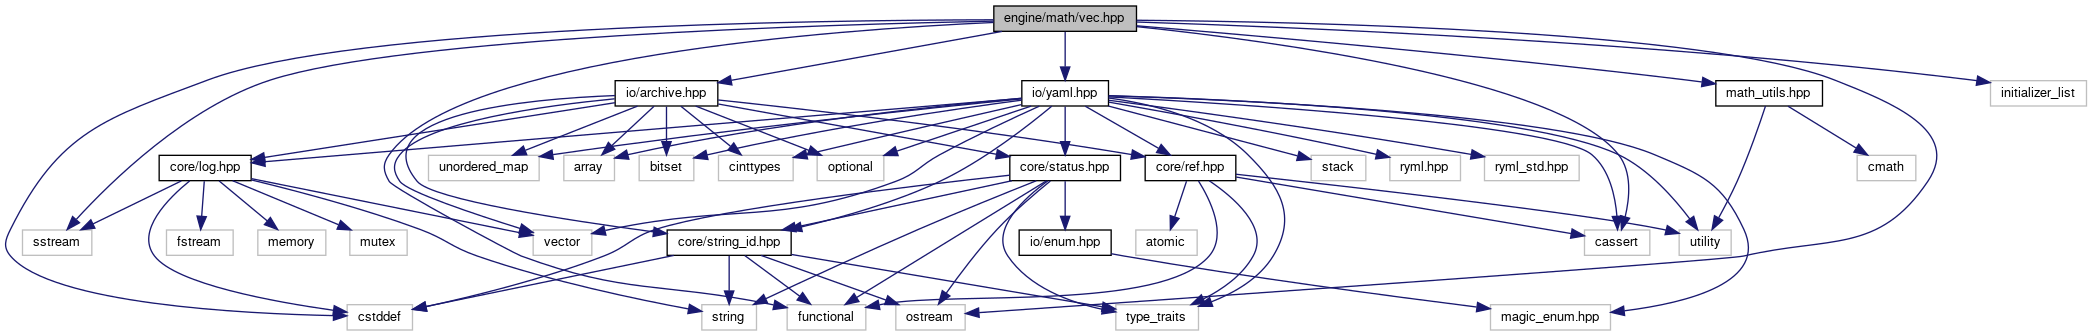 engine/math/vec.hpp
io/archive.hpp
io/yaml.hpp
math_utils.hpp
initializer_list
core/log.hpp
unordered_map
array
bitset
cinttypes
optional
core/status.hpp
core/ref.hpp
stack
ryml.hpp
ryml_std.hpp
cmath
sstream
fstream
memory
mutex
vector
core/string_id.hpp
io/enum.hpp
atomic
cassert
utility
cstddef
string
functional
ostream
type_traits
magic_enum.hpp